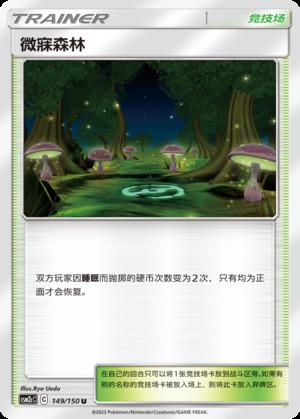 TRAINER 竞技场
微寐森林
双方玩家因睡眠而抛掷的硬币次数变为2次，只有均为正
面才会恢复。
Illus.Ryo Ueda
CSM2c C C 149/150 U
在自己的回合只可以将1张竞技场卡放到战斗区旁。如果有
别的名称的竞技场卡被放入场上，则将此卡放入弃牌区。
©2023 Pokémon/Nintendo/Creatures/GAME FREAK.